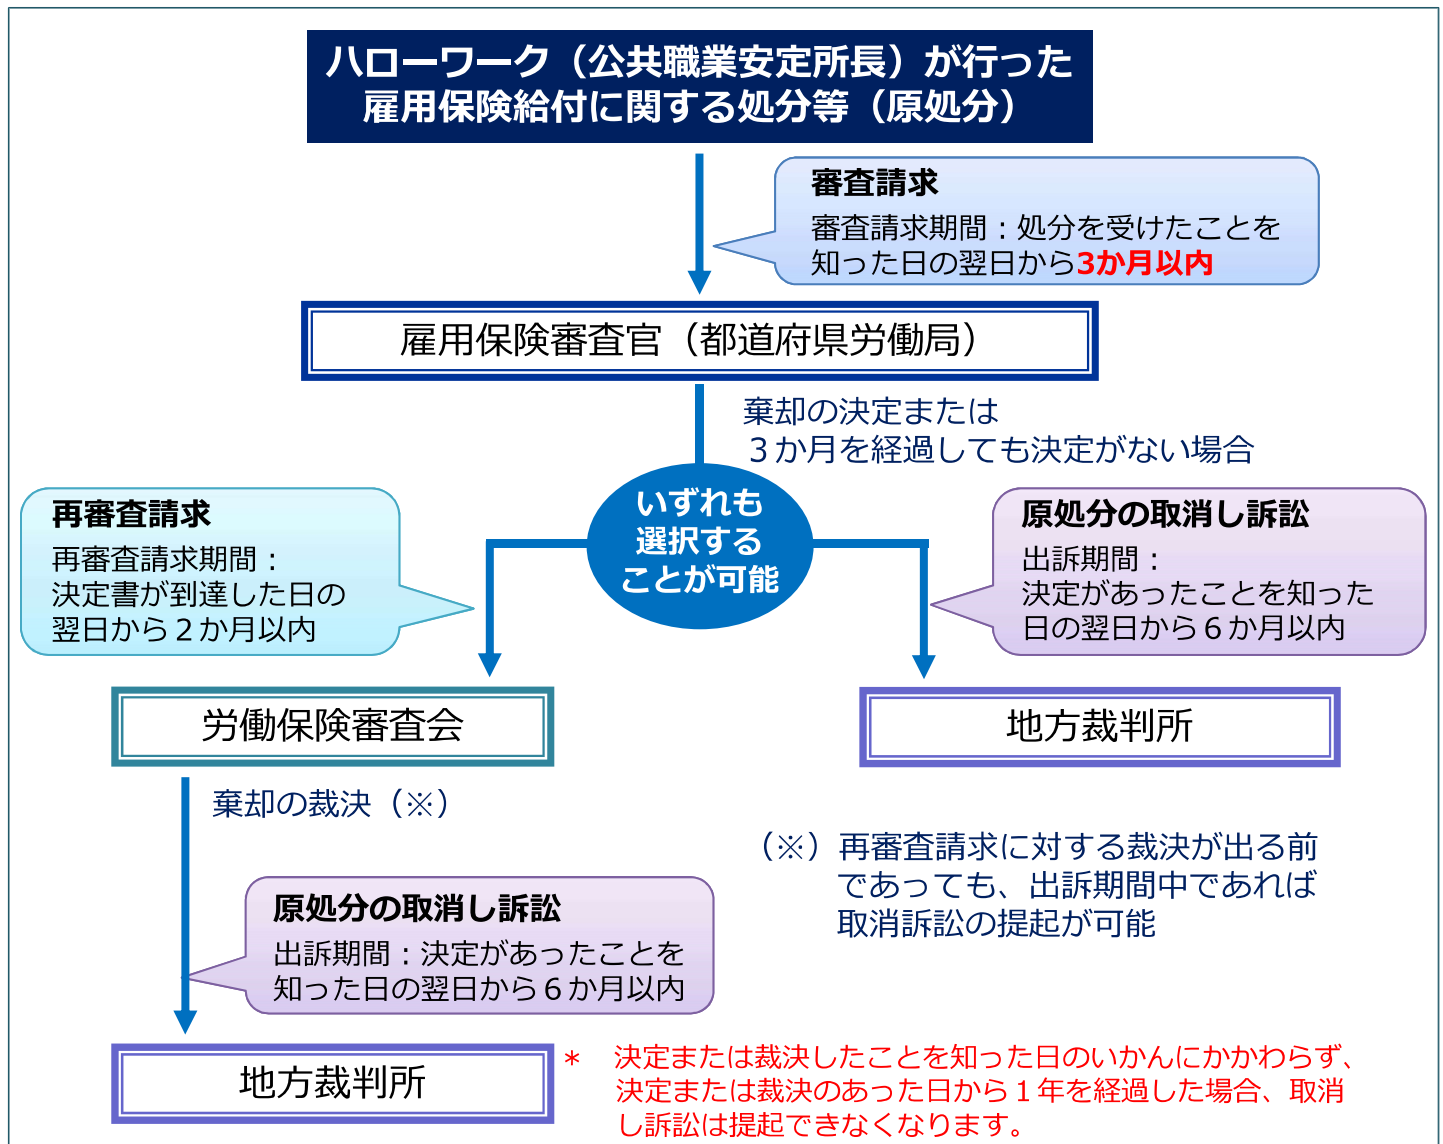 ハローワーク（公共職業安定所長）が行った
雇用保険給付に関する処分等（原処分）
審査請求
審査請求期間：処分を受けたことを
知った日の翌日から3か月以内
雇用保険審査官（都道府県労働局）
棄却の決定または
３か月を経過しても決定がない場合
いずれも
選択する
ことが可能
再審査請求
再審査請求期間：
決定書が到達した日の
翌日から２か月以内
原処分の取消し訴訟
出訴期間：
決定があったことを知った
日の翌日から６か月以内
労働保険審査会
地方裁判所
棄却の裁決（※）
（※）再審査請求に対する裁決が出る前
であっても、出訴期間中であれば
取消訴訟の提起が可能
原処分の取消し訴訟
出訴期間：決定があったことを
知った日の翌日から６か月以内
地方裁判所
＊　決定または裁決したことを知った日のいかんにかかわらず、
決定または裁決のあった日から１年を経過した場合、取消
し訴訟は提起できなくなります。